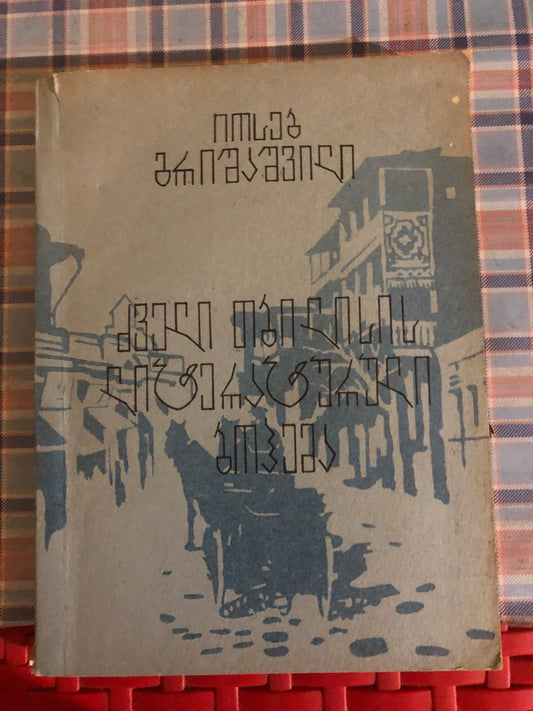 იოსებ
გრიშაშვილი
ძველი თბილისის
ლიტერატურული
ბოჰემა